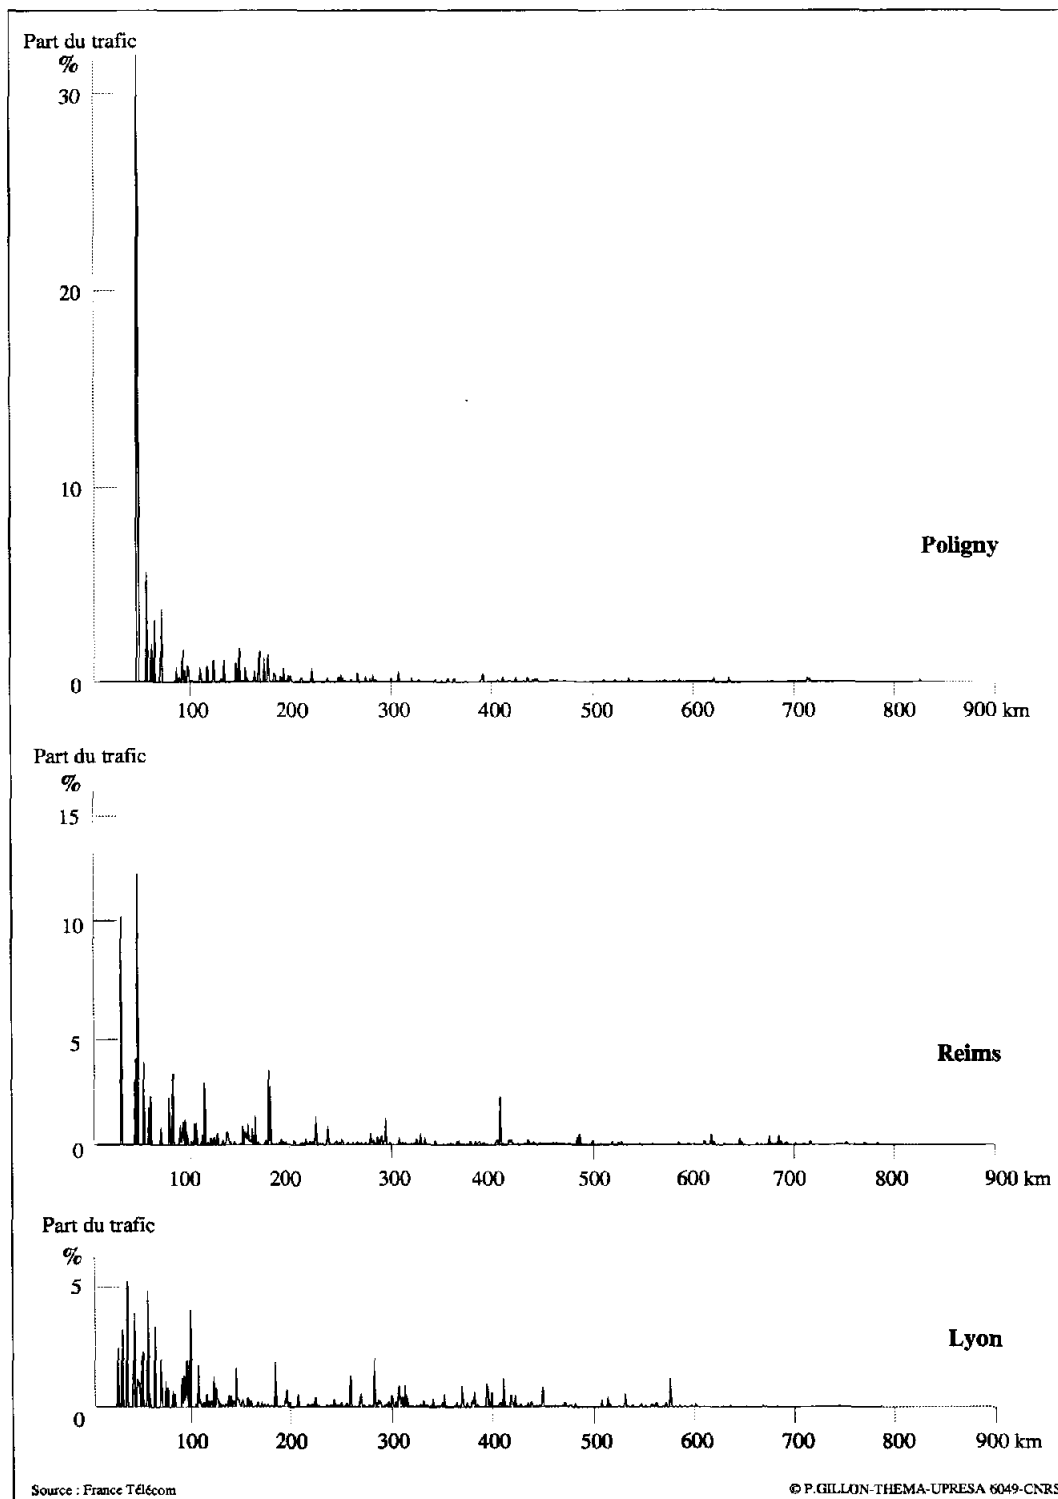 Part du trafic
%
30
20
10
Poligny
0
100 200 300 400 500 600 700 800 900 km
Part du trafic
%
15
10
5
Reims
0
100 200 300 400 500 600 700 800 900 km
Part du trafic
%
5
Lyon
0
100 200 300 400 500 600 700 800 900 km
Source : France Télécom © P.GILLON-THEMA-UPRESA 6049-CNRS